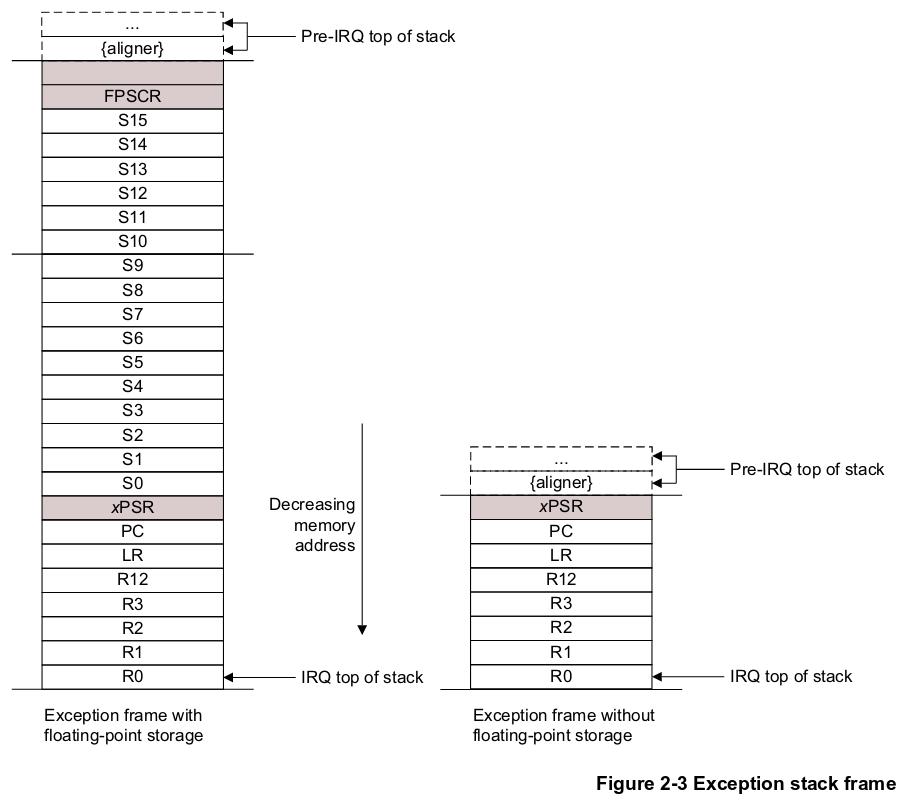 ...
{aligner}
Pre-IRQ top of stack
FPSCR
S15
S14
S13
S12
S11
S10
S9
S8
S7
S6
S5
S4
S3
S2
S1
S0
xPSR
PC
LR
R12
R3
R2
R1
R0
IRQ top of stack
Exception frame with
floating-point storage
Decreasing
memory
address
...
{aligner}
Pre-IRQ top of stack
xPSR
PC
LR
R12
R3
R2
R1
R0
IRQ top of stack
Exception frame without
floating-point storage
Figure 2-3 Exception stack frame